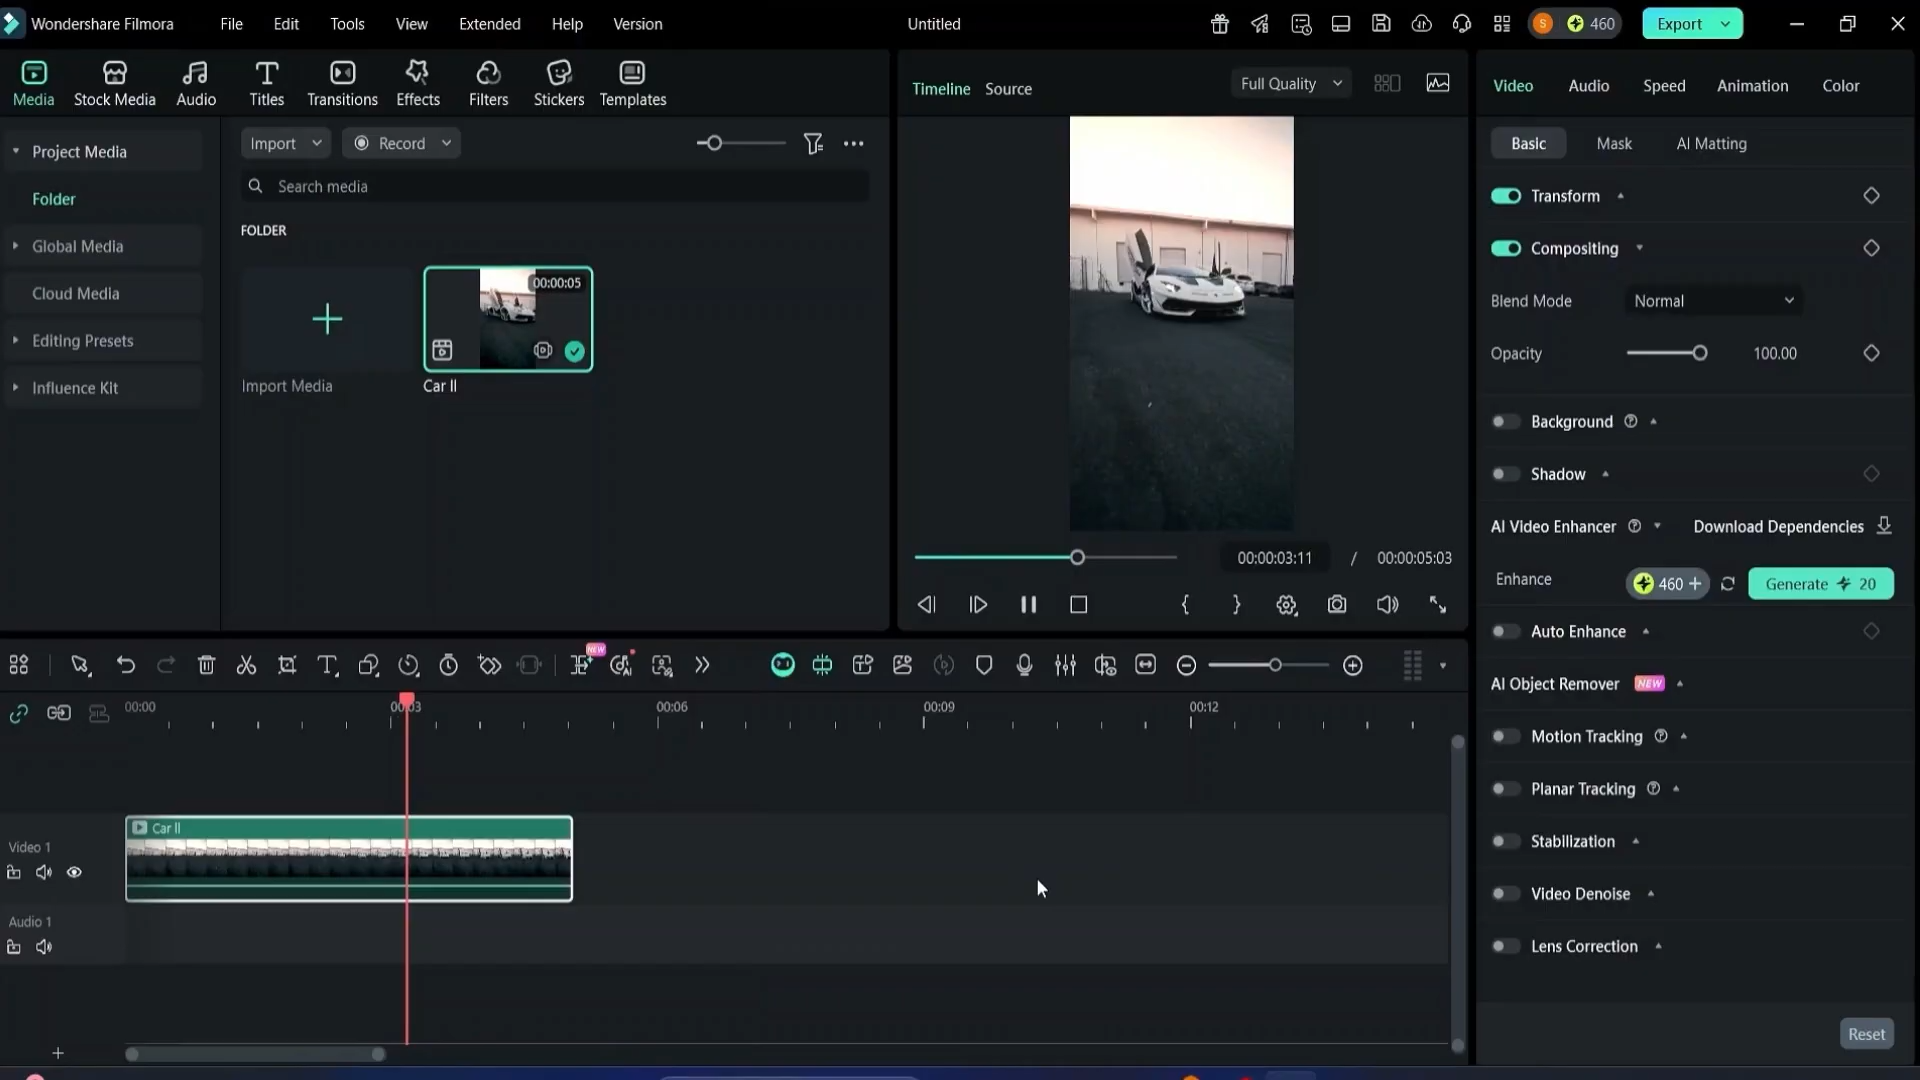 Wondershare Filmora File Edit Tools View Extended Help Version Untitled S 460 Export
Media Stock Media Audio Titles Transitions Effects Filters Stickers Templates
Project Media
Folder
Global Media
Cloud Media
Editing Presets
Influence Kit
Import Record
Search media
FOLDER
00:00:05
Import Media Car ll
Timeline Source Full Quality
00:00:03:11 / 00:00:05:03
Video Audio Speed Animation Color
Basic Mask AI Matting
Transform
Compositing
Blend Mode Normal
Opacity 100.00
Background
Shadow
AI Video Enhancer Download Dependencies
Enhance 460 Generate 20
Auto Enhance
AI Object Remover NEW
Motion Tracking
Planar Tracking
Stabilization
Video Denoise
Lens Correction
Reset
NEW
00:00 00:03 00:06 00:09 00:12
Car ll
Video 1
Audio 1